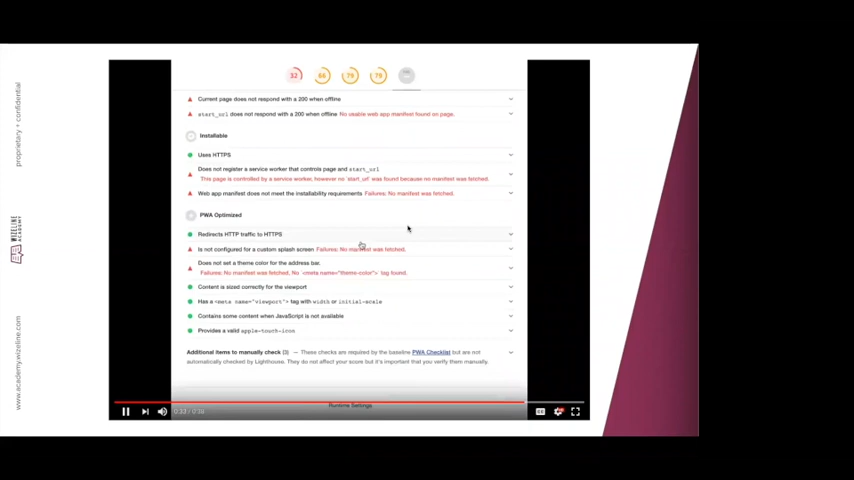 proprietary + confidential
WIZELINE
ACADEMY
www.academy.wizeline.com
32
66
79
79
Current page does not respond with a 200 when offline
start_url does not respond with a 200 when offline No usable web app manifest found on page.
Installable
Uses HTTPS
Does not register a service worker that controls page and start_url
This page is controlled by a service worker, however no `start_url` was found because no manifest was fetched.
Web app manifest does not meet the installability requirements Failures: No manifest was fetched.
PWA Optimized
Redirects HTTP traffic to HTTPS
Is not configured for a custom splash screen Failures: No manifest was fetched.
Does not set a theme color for the address bar.
Failures: No manifest was fetched, No `<meta name="theme-color">` tag found.
Content is sized correctly for the viewport
Has a <meta name="viewport"> tag with width or initial-scale
Contains some content when JavaScript is not available
Provides a valid apple-touch-icon
Additional items to manually check (3) — These checks are required by the baseline PWA Checklist but are not
automatically checked by Lighthouse. They do not affect your score but it's important that you verify them manually.
Runtime Settings